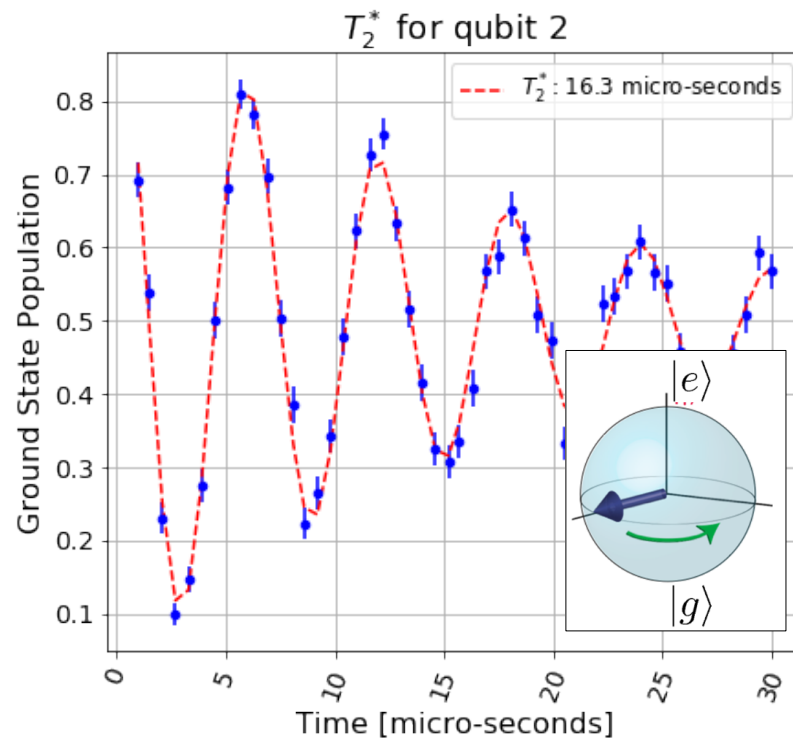 T₂* for qubit 2
T₂*: 16.3 micro-seconds
Ground State Population
0.8
0.7
0.6
0.5
0.4
0.3
0.2
0.1
|e⟩
|g⟩
0 5 10 15 20 25 30
Time [micro-seconds]